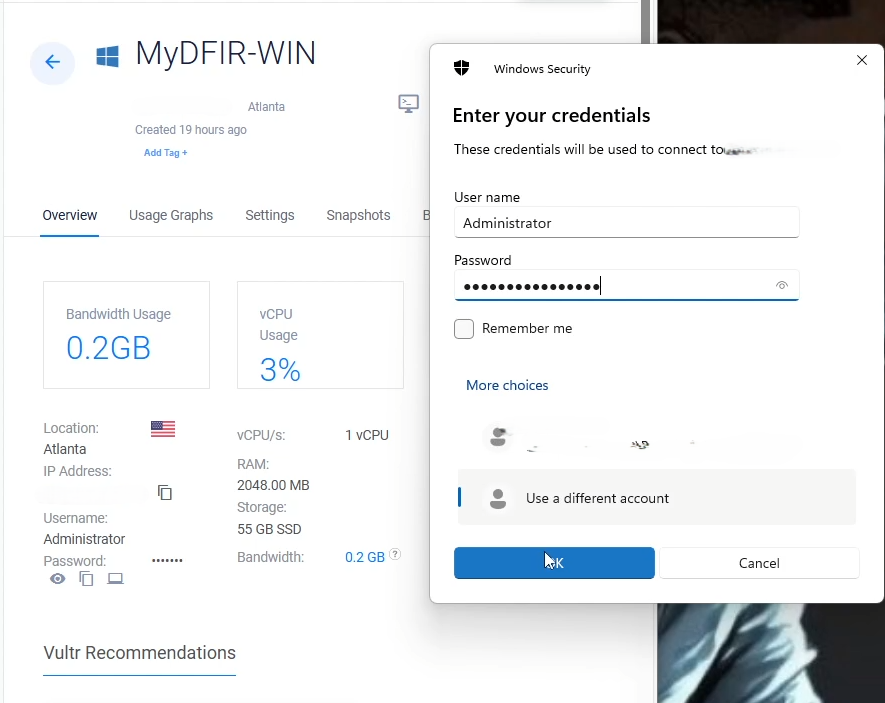 MyDFIR-WIN
Atlanta
Created 19 hours ago
Add Tag +
Overview
Usage Graphs
Settings
Snapshots
B
Bandwidth Usage
0.2GB
vCPU
Usage
3%
Location:
Atlanta
IP Address:
Username:
Administrator
Password:
•••••••
vCPU/s:
1 vCPU
RAM:
2048.00 MB
Storage:
55 GB SSD
Bandwidth:
0.2 GB ?
Vultr Recommendations
Windows Security
Enter your credentials
These credentials will be used to connect to
User name
Administrator
Password
••••••••••••••••
Remember me
More choices
Use a different account
Cancel